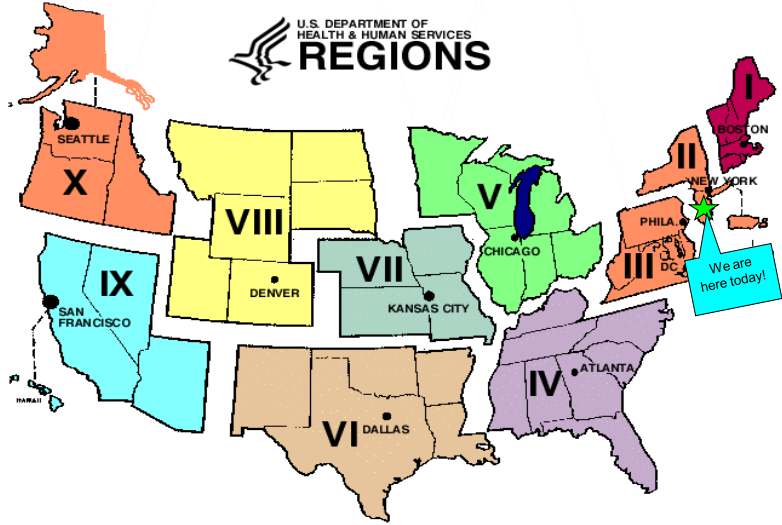 U.S. DEPARTMENT OF
HEALTH & HUMAN SERVICES
REGIONS
I
BOSTON
II
NEW YORK
SEATTLE
X
V
CHICAGO
VIII
DENVER
PHILA.
III
DC
We are
here today!
IX
SAN
FRANCISCO
VII
KANSAS CITY
HAWAII
IV
ATLANTA
VI
DALLAS